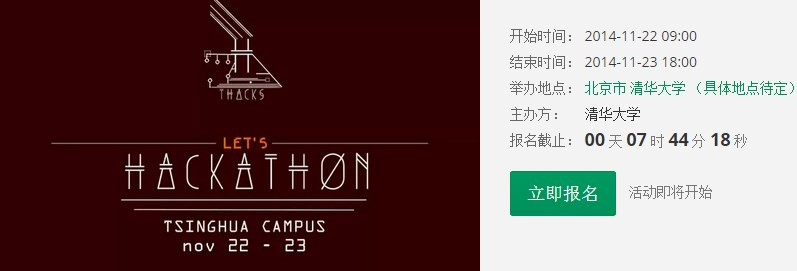 THACKS
LET'S
HACKATHON
TSINGHUA CAMPUS
nov 22 - 23
开始时间： 2014-11-22 09:00
结束时间： 2014-11-23 18:00
举办地点： 北京市 清华大学 （具体地点待定）
主办方： 清华大学
报名截止： 00 天 07 时 44 分 18 秒
立即报名 活动即将开始